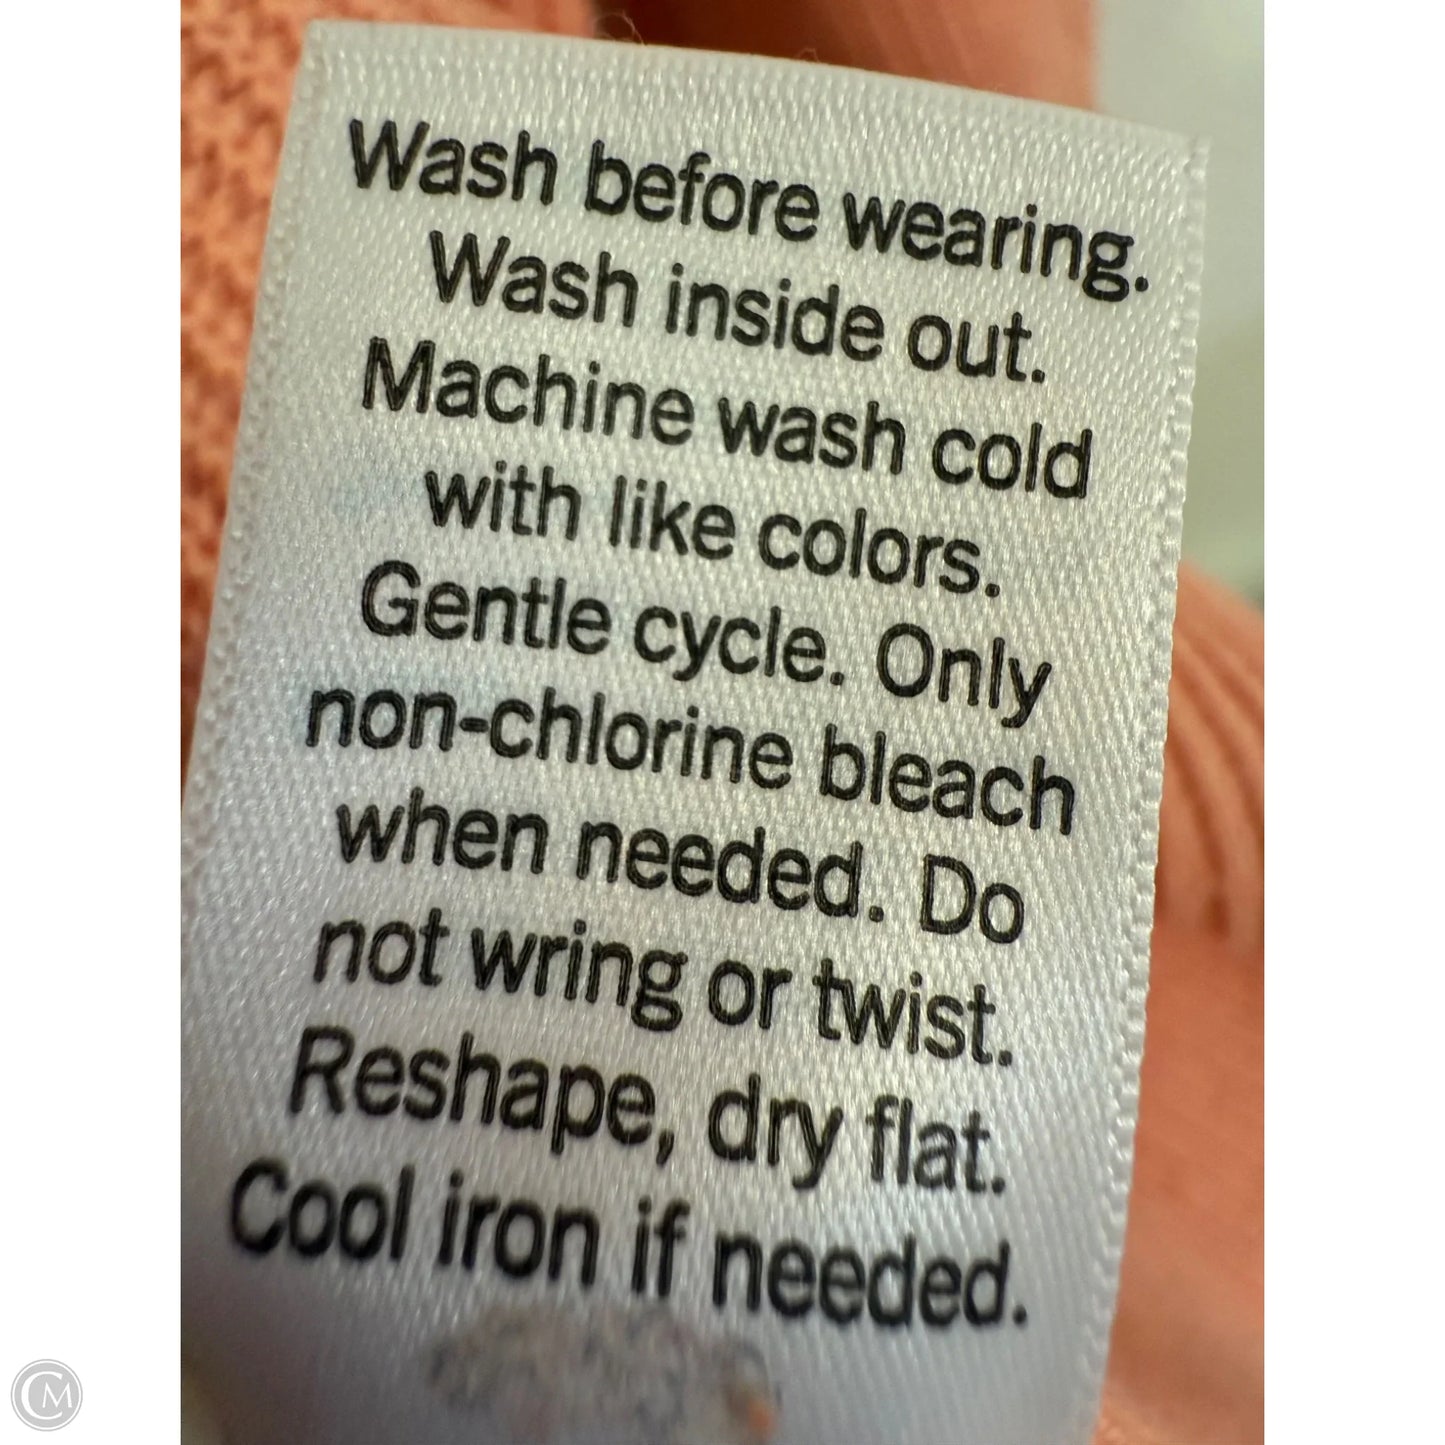 Wash before wearing.
Wash inside out.
Machine wash cold
with like colors.
Gentle cycle. Only
non-chlorine bleach
when needed. Do
not wring or twist.
Reshape, dry flat.
Cool iron if needed.
CM